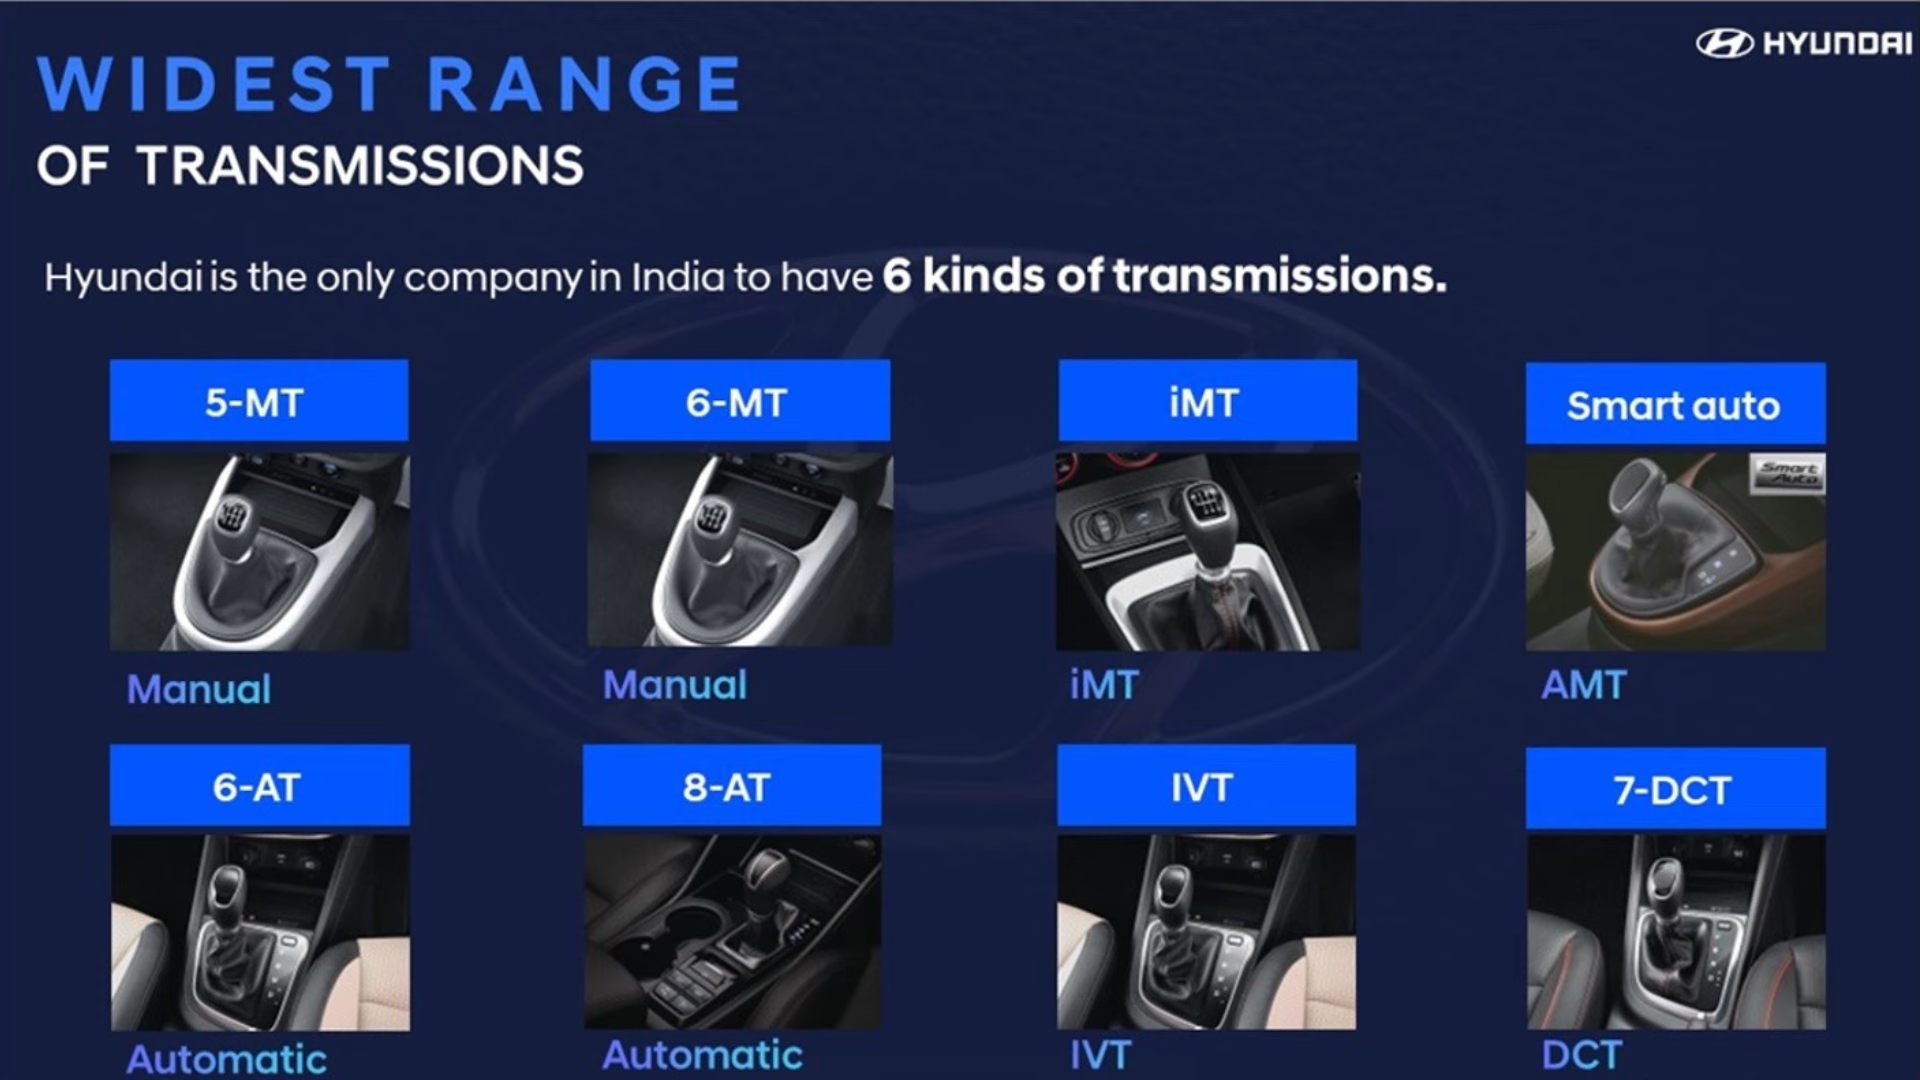 HYUNDAI
WIDEST RANGE
OF TRANSMISSIONS
Hyundai is the only company in India to have 6 kinds of transmissions.
5-MT
6-MT
iMT
Smart auto
Smart
Auto
Manual
Manual
iMT
AMT
6-AT
8-AT
IVT
7-DCT
Automatic
Automatic
IVT
DCT